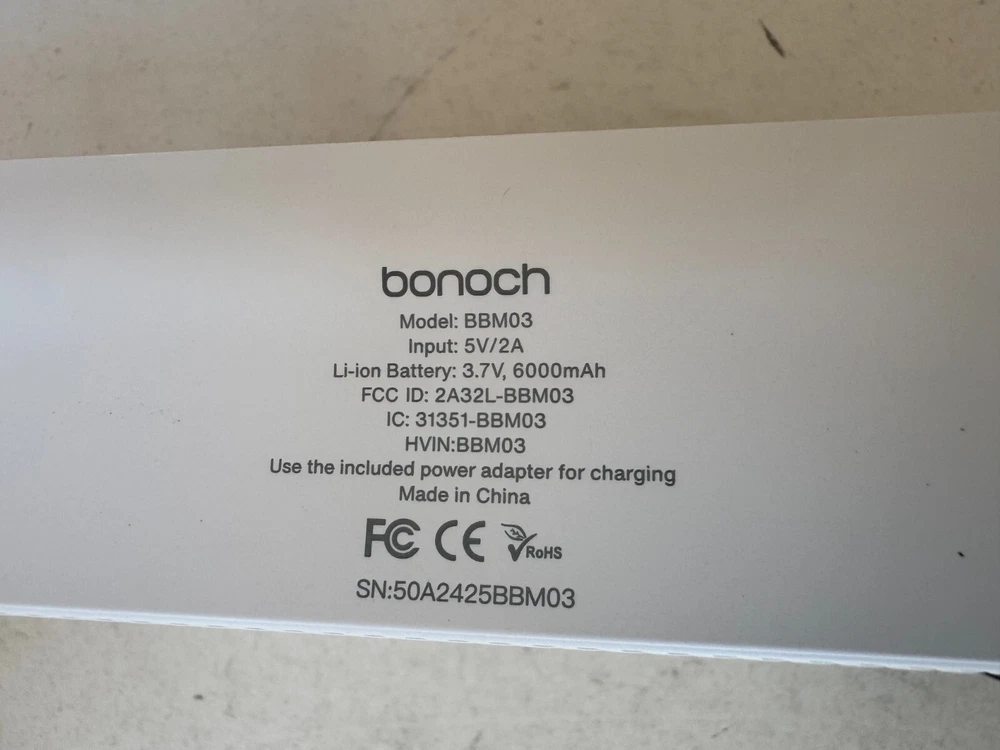 bonoch
Model: BBM03
Input: 5V/2A
Li-ion Battery: 3.7V, 6000mAh
FCC ID: 2A32L-BBM03
IC: 31351-BBM03
HVIN:BBM03
Use the included power adapter for charging
Made in China
FC CE RoHS
SN:50A2425BBM03